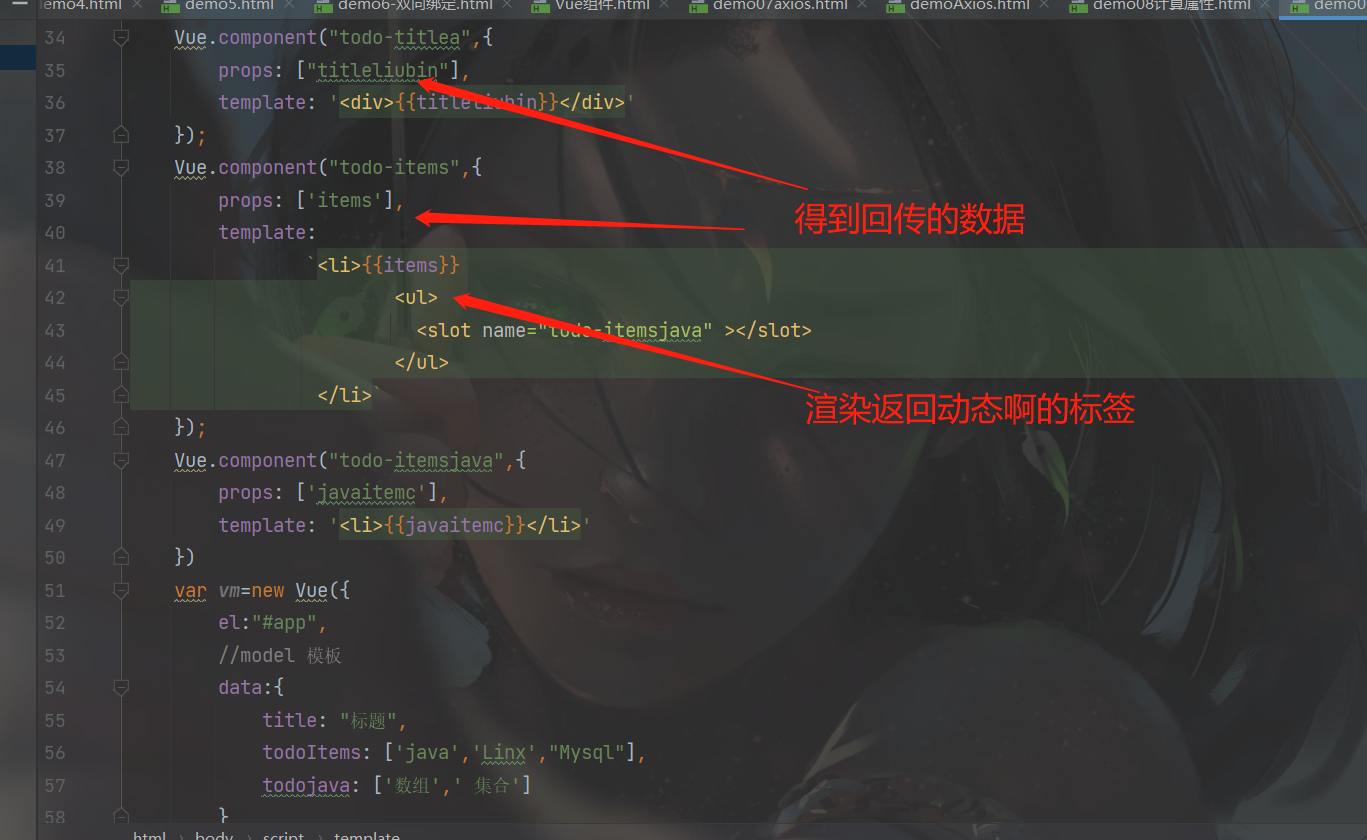 demo4.html demo5.html demo6-双向绑定.html Vue组件.html demo07axios.html demoAxios.html demo08计算属性.html demo0
34 Vue.component("todo-titlea",{
35 props: ["titleliubin"],
36 template: '<div>{{titleliubin}}</div>'
37 });
38 Vue.component("todo-items",{
39 props: ['items'],
得到回传的数据
40 template:
41 `<li>{{items}}
42 <ul>
43 <slot name="todo-itemsjava" ></slot>
44 </ul>
45 </li>`
渲染返回动态啊的标签
46 });
47 Vue.component("todo-itemsjava",{
48 props: ['javaitemc'],
49 template: '<li>{{javaitemc}}</li>'
50 })
51 var vm=new Vue({
52 el:"#app",
53 //model 模板
54 data:{
55 title: "标题",
56 todoItems: ['java','Linx',"Mysql"],
57 todojava: ['数组',' 集合']
58 }
html › body › script › template